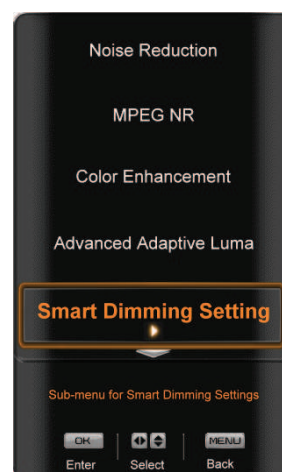 Noise Reduction
MPEG NR
Color Enhancement
Advanced Adaptive Luma
Smart Dimming Setting
Sub-menu for Smart Dimming Settings
OK MENU
Enter Select Back